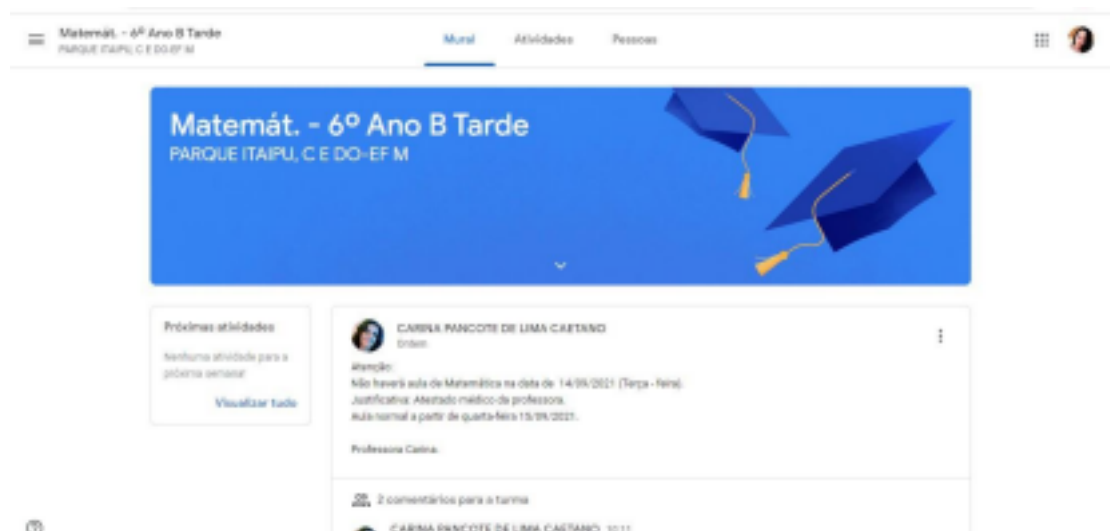 Matemát. - 6º Ano B Tarde
PARQUE ITAIPU, C E DO-EF M
Mural Atividades Pessoas
Matemát. - 6º Ano B Tarde
PARQUE ITAIPU, C E DO-EF M
Próximas atividades
Nenhuma atividade para a
próxima semana!
Visualizar tudo
CARINA PANCOTE DE LIMA CAETANO
Ontem
Atenção:
Não haverá aula de Matemática na data de 14/09/2021 (Terça - feira).
Justificativa: Atestado médico da professora.
Aula normal a partir de quarta-feira 15/09/2021.
Professora Carina.
2 comentários para a turma
CARINA PANCOTE DE LIMA CAETANO